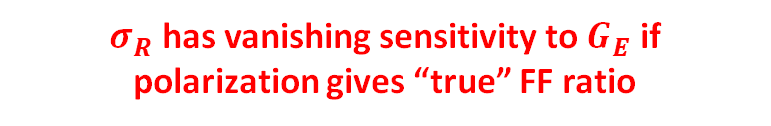 σ_R has vanishing sensitivity to G_E if
polarization gives “true” FF ratio